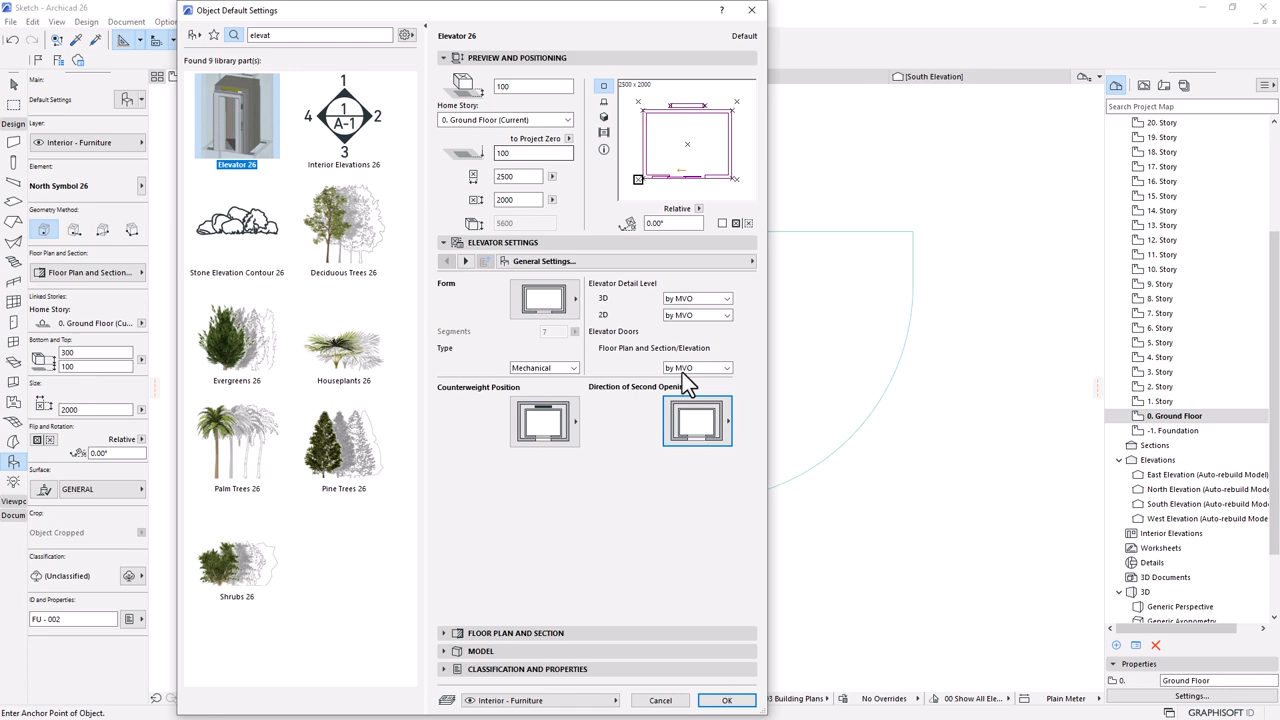 Sketch - Archicad 26
File Edit View Design Document Optio
Main:
Default Settings
Design
Layer:
Interior - Furniture
Element:
North Symbol 26
Geometry Method:
Floor Plan and Section:
Floor Plan and Section...
Linked Stories:
Home Story:
0. Ground Floor (Cu...
Bottom and Top:
300
100
Size:
2000
Flip and Rotation:
Relative
0.00°
Surface:
GENERAL
Viewpo
Docum
Crop:
Object Cropped
Classification:
(Unclassified)
ID and Properties:
FU - 002
Enter Anchor Point of Object.
Object Default Settings
elevat
Found 9 library part(s):
Elevator 26
1
4
1
A-1
2
3
Interior Elevations 26
Stone Elevation Contour 26
Deciduous Trees 26
Evergreens 26
Houseplants 26
Palm Trees 26
Pine Trees 26
Shrubs 26
Elevator 26
Default
PREVIEW AND POSITIONING
100
Home Story:
0. Ground Floor (Current)
to Project Zero
100
2500
2000
5600
2500 x 2000
Relative
0.00°
ELEVATOR SETTINGS
General Settings...
Form
Segments
7
Type
Mechanical
Counterweight Position
Elevator Detail Level
3D
by MVO
2D
by MVO
Elevator Doors
Floor Plan and Section/Elevation
by MVO
Direction of Second Openi
FLOOR PLAN AND SECTION
MODEL
CLASSIFICATION AND PROPERTIES
Interior - Furniture
Cancel
OK
[South Elevation]
Search Project Map
20. Story
19. Story
18. Story
17. Story
16. Story
15. Story
14. Story
13. Story
12. Story
11. Story
10. Story
9. Story
8. Story
7. Story
6. Story
5. Story
4. Story
3. Story
2. Story
1. Story
0. Ground Floor
-1. Foundation
Sections
Elevations
East Elevation (Auto-rebuild Model)
North Elevation (Auto-rebuild Mode
South Elevation (Auto-rebuild Mode
West Elevation (Auto-rebuild Mode
Interior Elevations
Worksheets
Details
3D Documents
3D
Generic Perspective
Generic Axonometry
Properties
0.
Ground Floor
Settings...
3 Building Plans
No Overrides
00 Show All Ele...
Plain Meter
GRAPHISOFT ID